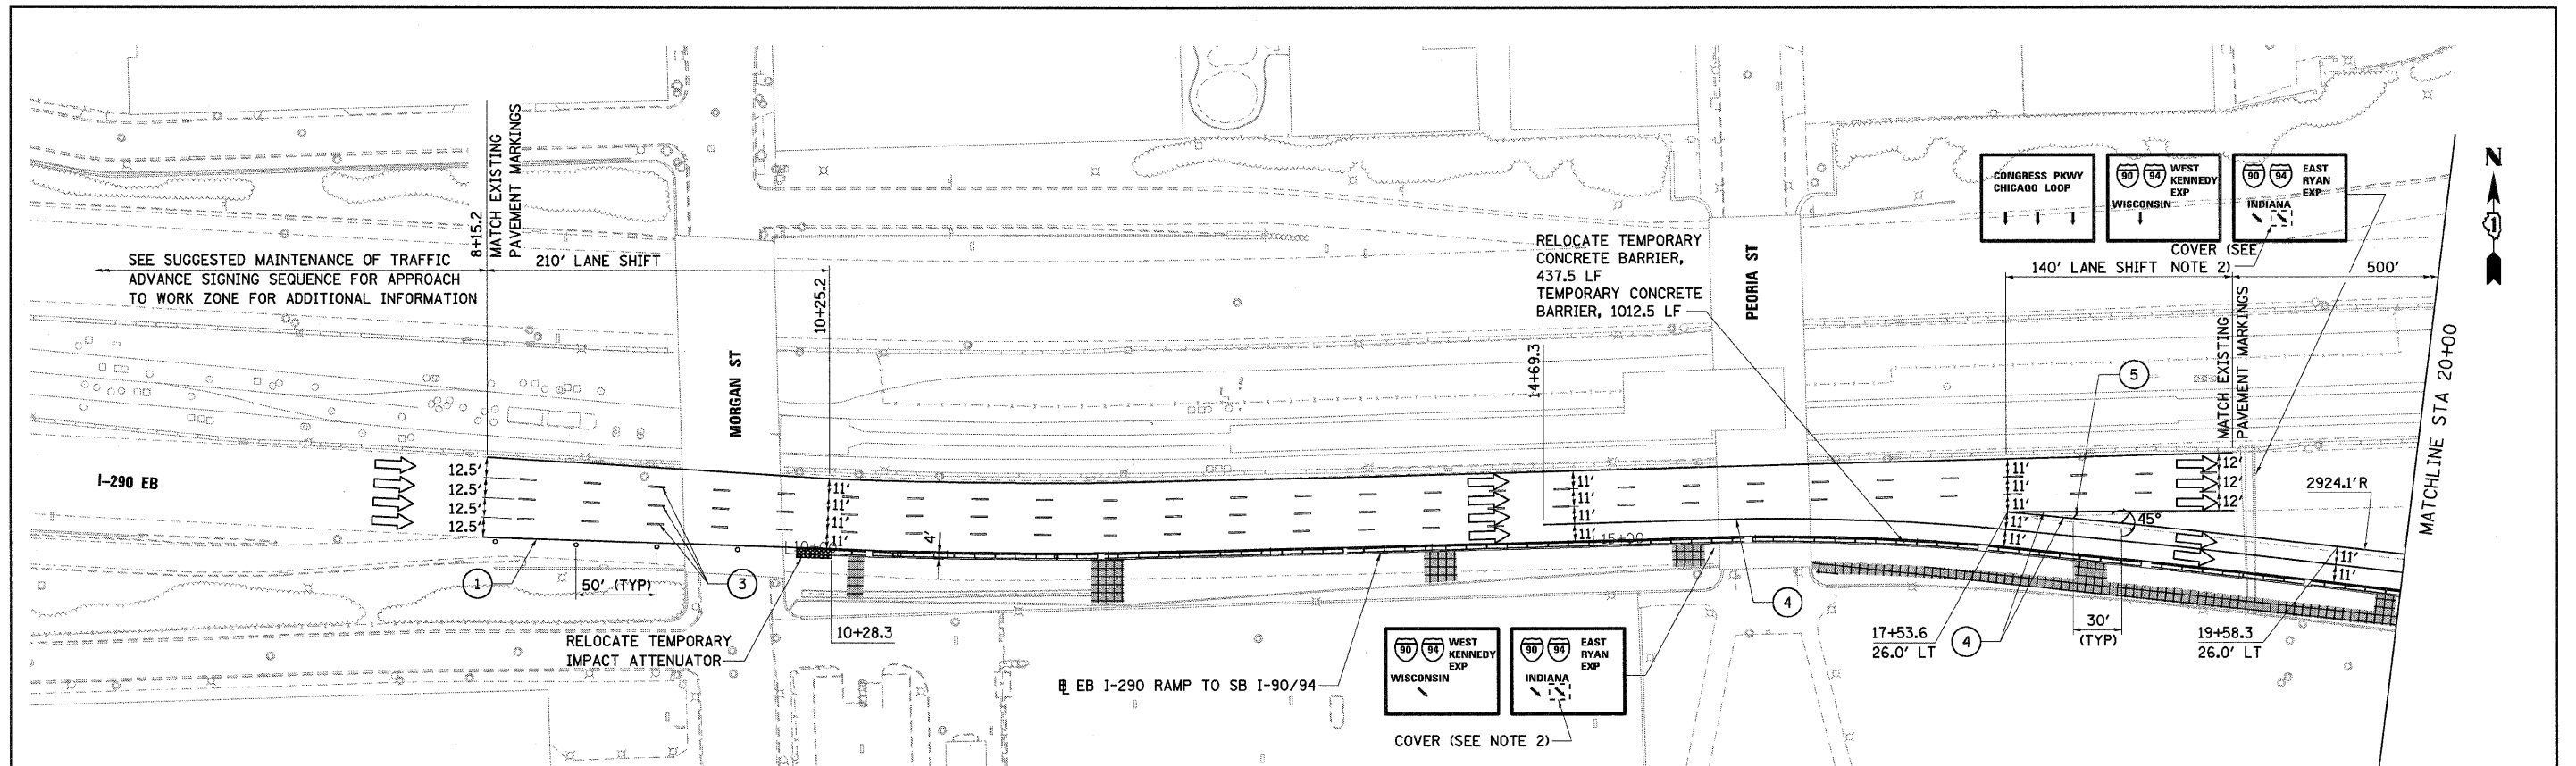 8+15.2
MATCH EXISTING
PAVEMENT MARKINGS
SEE SUGGESTED MAINTENANCE OF TRAFFIC
ADVANCE SIGNING SEQUENCE FOR APPROACH
TO WORK ZONE FOR ADDITIONAL INFORMATION
210' LANE SHIFT
10+25.2
MORGAN ST
RELOCATE TEMPORARY
CONCRETE BARRIER,
437.5 LF
TEMPORARY CONCRETE
BARRIER, 1012.5 LF
14+69.3
PEORIA ST
CONGRESS PKWY
CHICAGO LOOP
90 94 WEST
KENNEDY
EXP
WISCONSIN
90 94 EAST
RYAN
EXP
INDIANA
COVER (SEE
NOTE 2)
140' LANE SHIFT
500'
MATCH EXISTING
PAVEMENT MARKINGS
MATCHLINE STA 20+00
N
1
5
I-290 EB
12.5'
12.5'
12.5'
12.5'
11'
11'
11'
11'
4'
11'
11'
11'
11'
15+00
11'
11'
11'
11'
11'
12'
12'
12'
45°
2924.1'R
11'
11'
1
50' (TYP)
3
10+28.3
RELOCATE TEMPORARY
IMPACT ATTENUATOR
℄ EB I-290 RAMP TO SB I-90/94
90 94 WEST
KENNEDY
EXP
WISCONSIN
90 94 EAST
RYAN
EXP
INDIANA
COVER (SEE NOTE 2)
4
17+53.6
26.0' LT
4
30'
(TYP)
19+58.3
26.0' LT